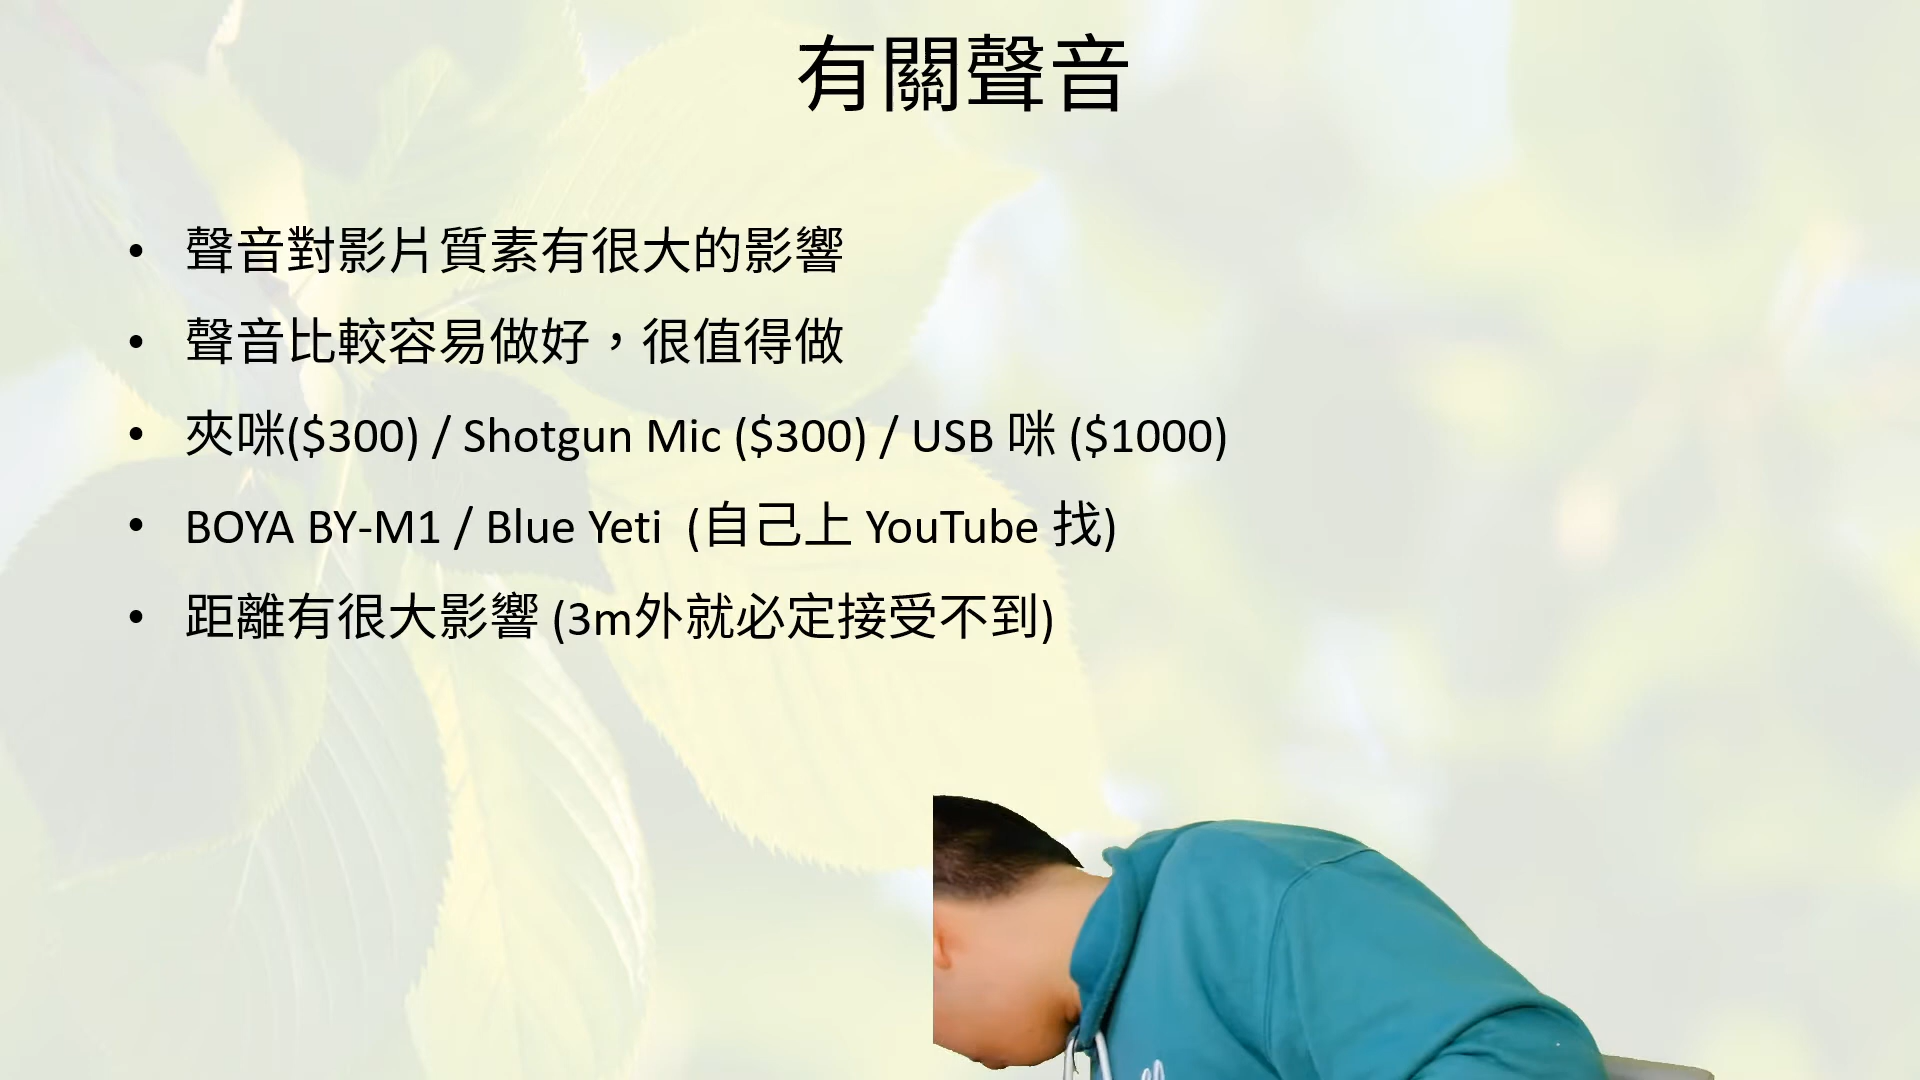 有關聲音
• 聲音對影片質素有很大的影響
• 聲音比較容易做好，很值得做
• 夾咪($300) / Shotgun Mic ($300) / USB 咪 ($1000)
• BOYA BY-M1 / Blue Yeti  (自己上 YouTube 找)
• 距離有很大影響 (3m外就必定接受不到)